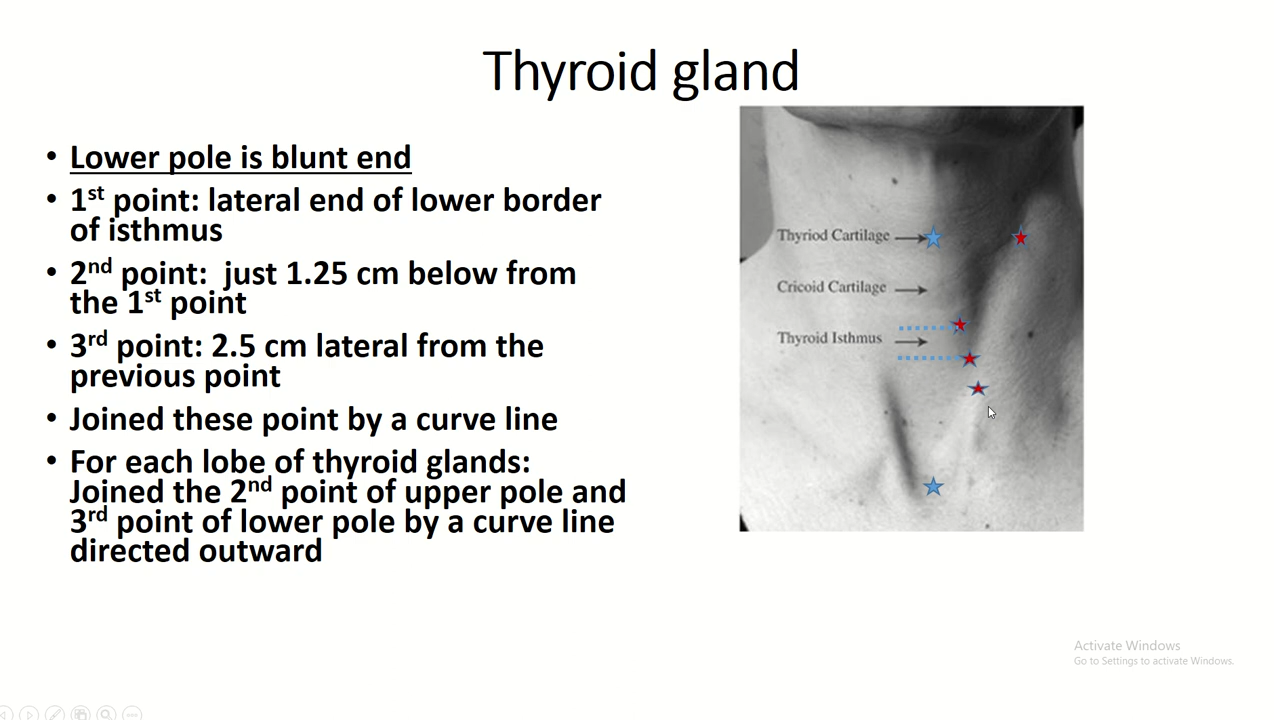 Thyroid gland
• Lower pole is blunt end
• 1st point: lateral end of lower border
of isthmus
• 2nd point:  just 1.25 cm below from
the 1st point
• 3rd point: 2.5 cm lateral from the
previous point
• Joined these point by a curve line
• For each lobe of thyroid glands:
Joined the 2nd point of upper pole and
3rd point of lower pole by a curve line
directed outward
Thyriod Cartilage
Cricoid Cartilage
Thyroid Isthmus
Activate Windows
Go to Settings to activate Windows.